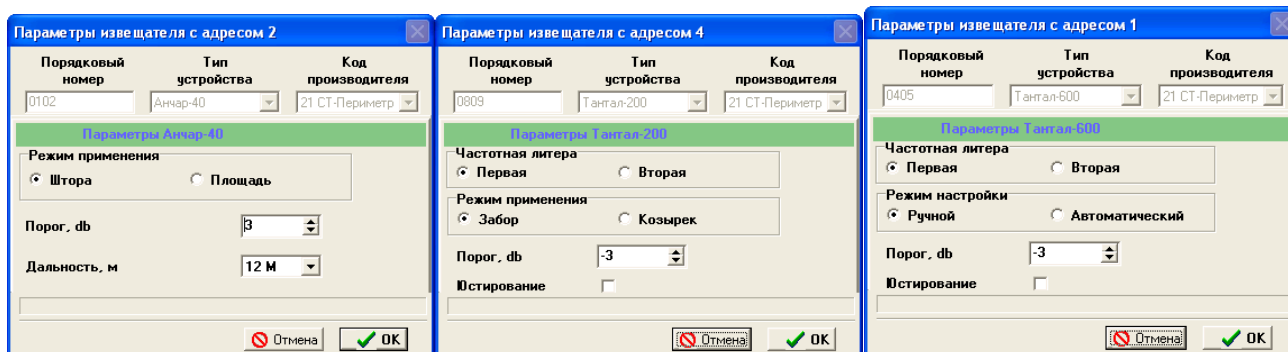 Параметры извещателя с адресом 2
Порядковый номер
Тип устройства
Код производителя
0102
Анчар-40
21 СТ-Периметр
Параметры Анчар-40
Режим применения
Штора
Площадь
Порог, db
3
Дальность, м
12 М
Отмена
ОК
Параметры извещателя с адресом 4
Порядковый номер
Тип устройства
Код производителя
0809
Тантал-200
21 СТ-Периметр
Параметры Тантал-200
Частотная литера
Первая
Вторая
Режим применения
Забор
Козырек
Порог, db
-3
Юстирование
Отмена
ОК
Параметры извещателя с адресом 1
Порядковый номер
Тип устройства
Код производителя
0405
Тантал-600
21 СТ-Периметр
Параметры Тантал-600
Частотная литера
Первая
Вторая
Режим настройки
Ручной
Автоматический
Порог, db
-3
Юстирование
Отмена
ОК